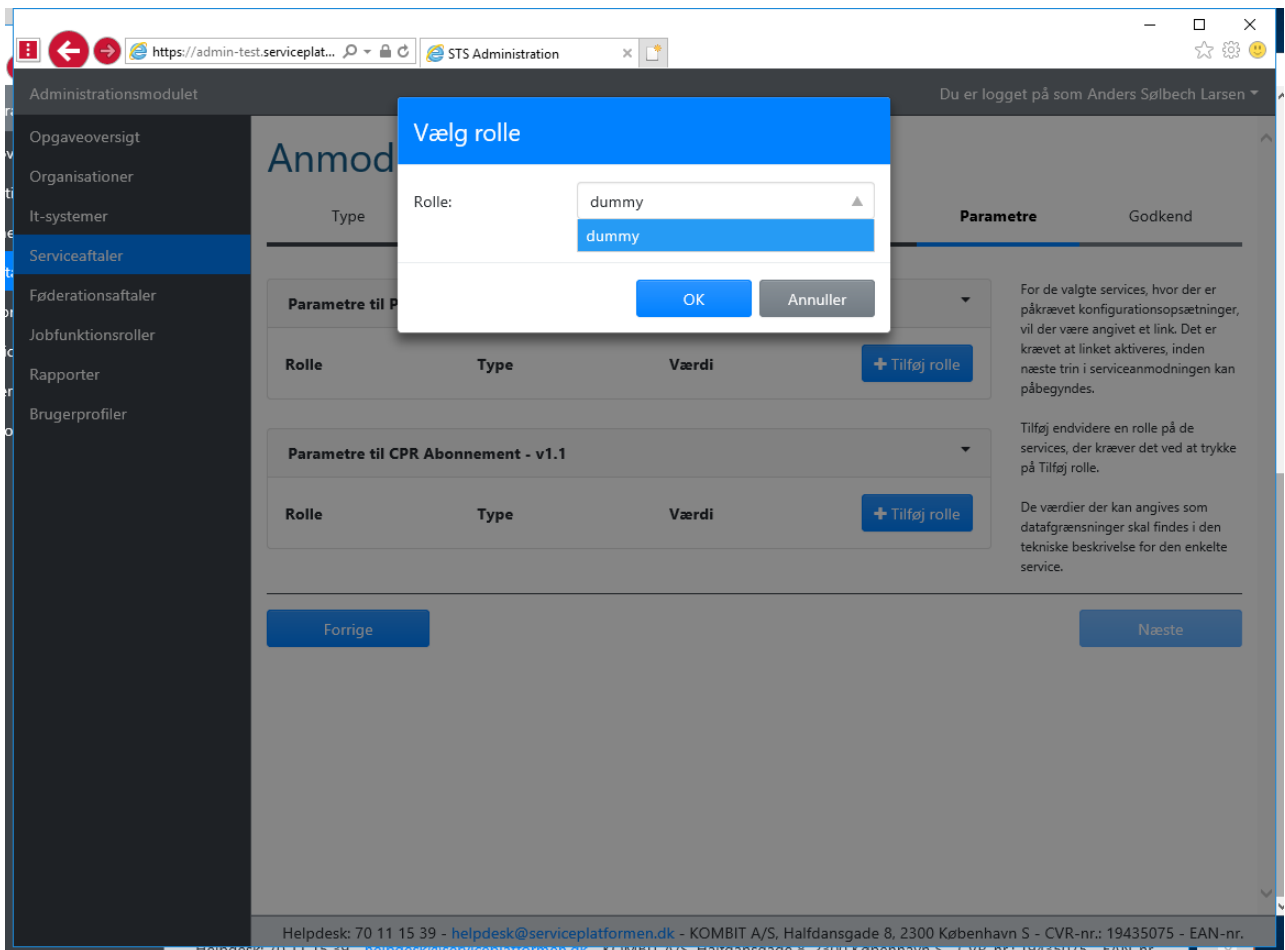 https://admin-test.serviceplat...
STS Administration
Administrationsmodulet
Du er logget på som Anders Sølbech Larsen
Opgaveoversigt
Organisationer
It-systemer
Serviceaftaler
Føderationsaftaler
Jobfunktionsroller
Rapporter
Brugerprofiler
Anmod
Vælg rolle
Rolle:
dummy
dummy
OK
Annuller
Type
Parametre
Godkend
Parametre til P
Rolle
Type
Værdi
Tilføj rolle
Parametre til CPR Abonnement - v1.1
Rolle
Type
Værdi
Tilføj rolle
For de valgte services, hvor der er
påkrævet konfigurationsopsætninger,
vil der være angivet et link. Det er
krævet at linket aktiveres, inden
næste trin i serviceanmodningen kan
påbegyndes.
Tilføj endvidere en rolle på de
services, der kræver det ved at trykke
på Tilføj rolle.
De værdier der kan angives som
datafgrænsninger skal findes i den
tekniske beskrivelse for den enkelte
service.
Forrige
Næste
Helpdesk: 70 11 15 39 - helpdesk@serviceplatformen.dk - KOMBIT A/S, Halfdansgade 8, 2300 København S - CVR-nr.: 19435075 - EAN-nr.